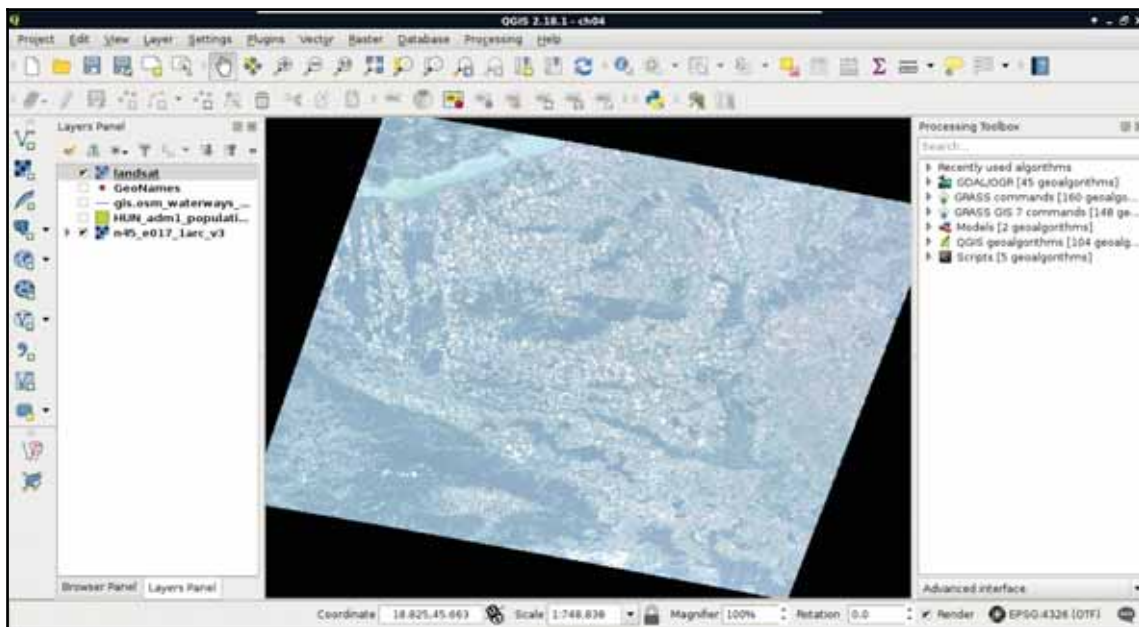 QGIS 2.18.1 - ch04
Project Edit View Layer Settings Plugins Vector Raster Database Processing Help
Layers Panel
landsat
GeoNames
gis.osm_waterways_...
HUN_adm1_populati...
n45_e017_1arc_v3
Browser Panel Layers Panel
Processing Toolbox
Search...
Recently used algorithms
GDAL/OGR [45 geoalgorithms]
GRASS commands [160 geoalgo...
GRASS GIS 7 commands [148 ge...
Models [2 geoalgorithms]
QGIS geoalgorithms [104 geoalg...
Scripts [5 geoalgorithms]
Advanced interface
Coordinate 18.825,45.663 Scale 1:748.836 Magnifier 100% Rotation 0.0 Render EPSG:4326 (OTF)